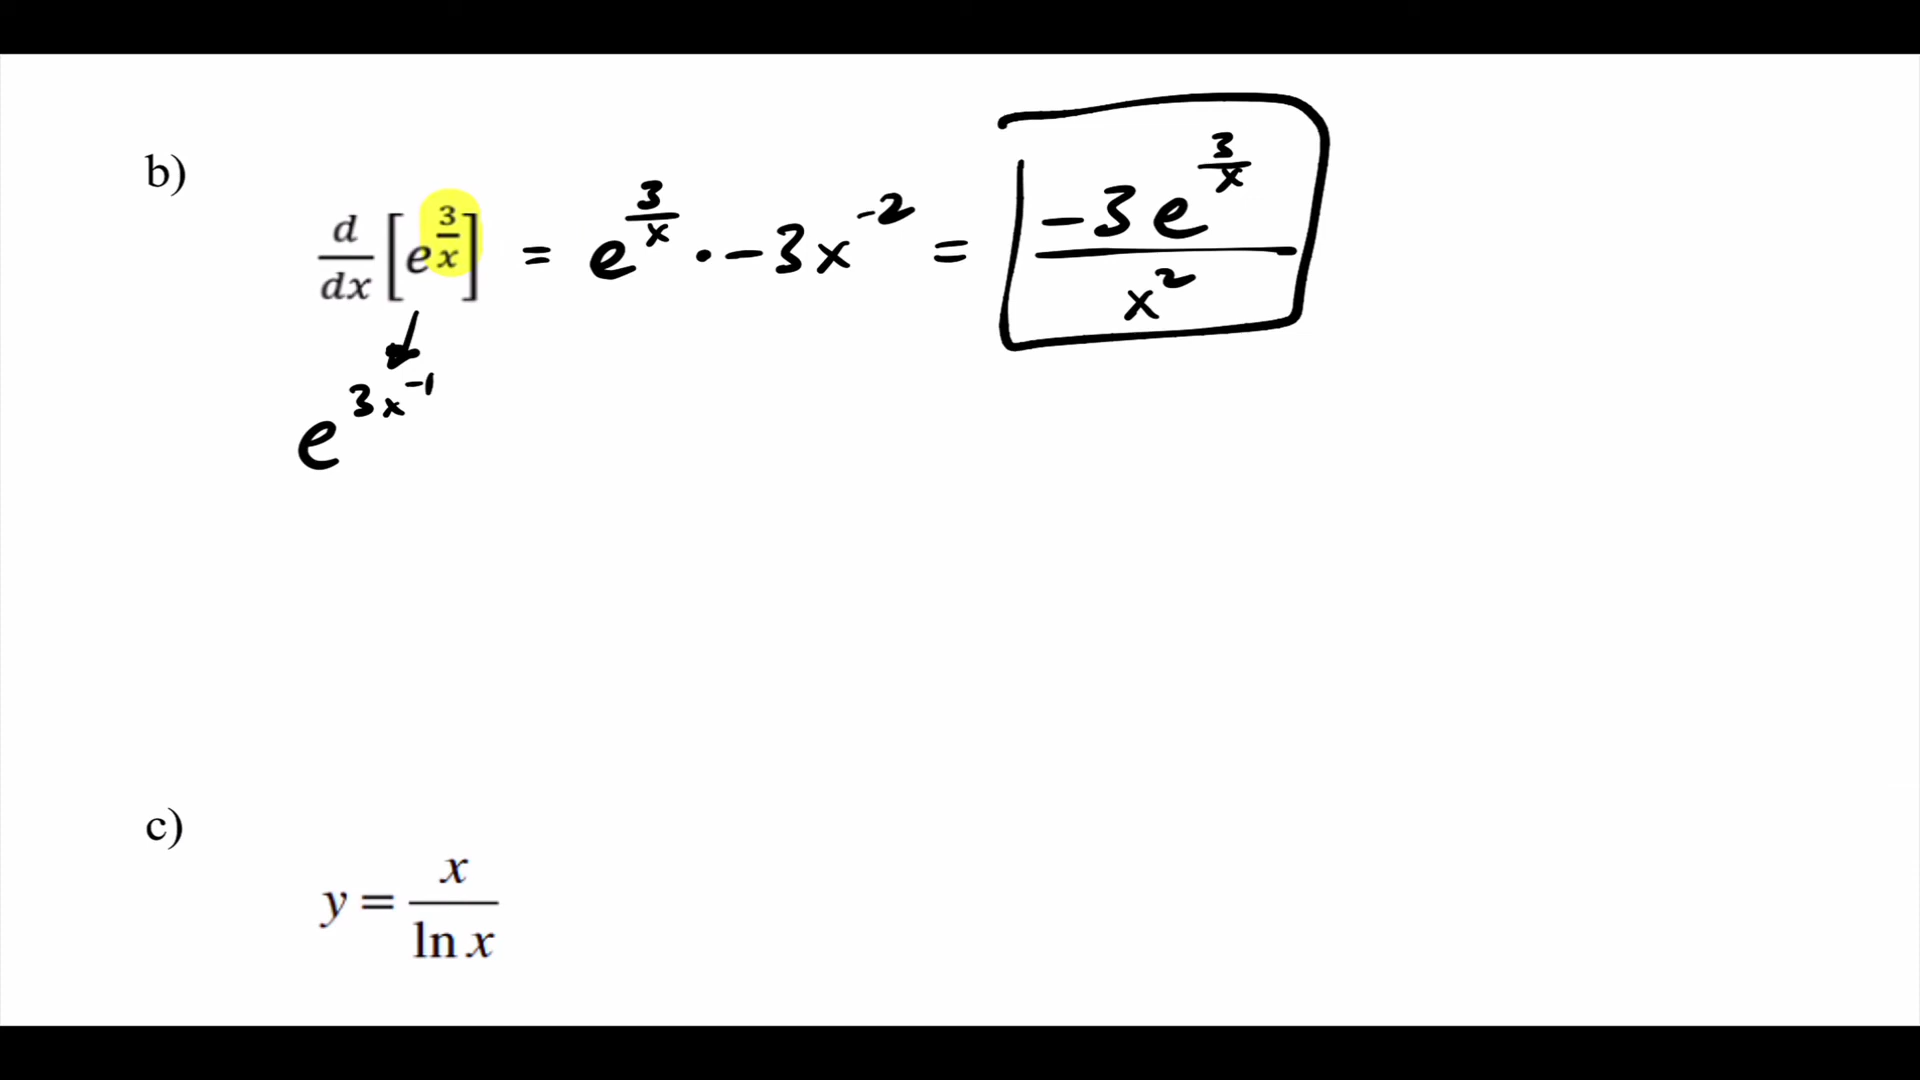 b)
d/dx [e^(3/x)] = e^(3/x) · -3x^-2 = -3e^(3/x) / x^2
e^(3x^-1)
c)
y = x / ln x